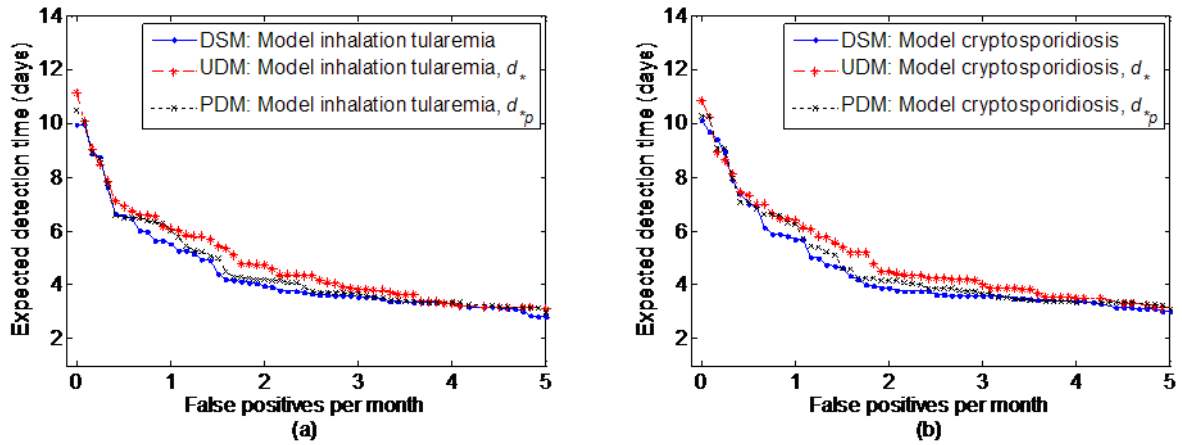 14
12
10
8
6
4
2
Expected detection time (days)
DSM: Model inhalation tularemia
UDM: Model inhalation tularemia, d*
PDM: Model inhalation tularemia, d*p
0 1 2 3 4 5
False positives per month
(a)
14
12
10
8
6
4
2
Expected detection time (days)
DSM: Model cryptosporidiosis
UDM: Model cryptosporidiosis, d*
PDM: Model cryptosporidiosis, d*p
0 1 2 3 4 5
False positives per month
(b)